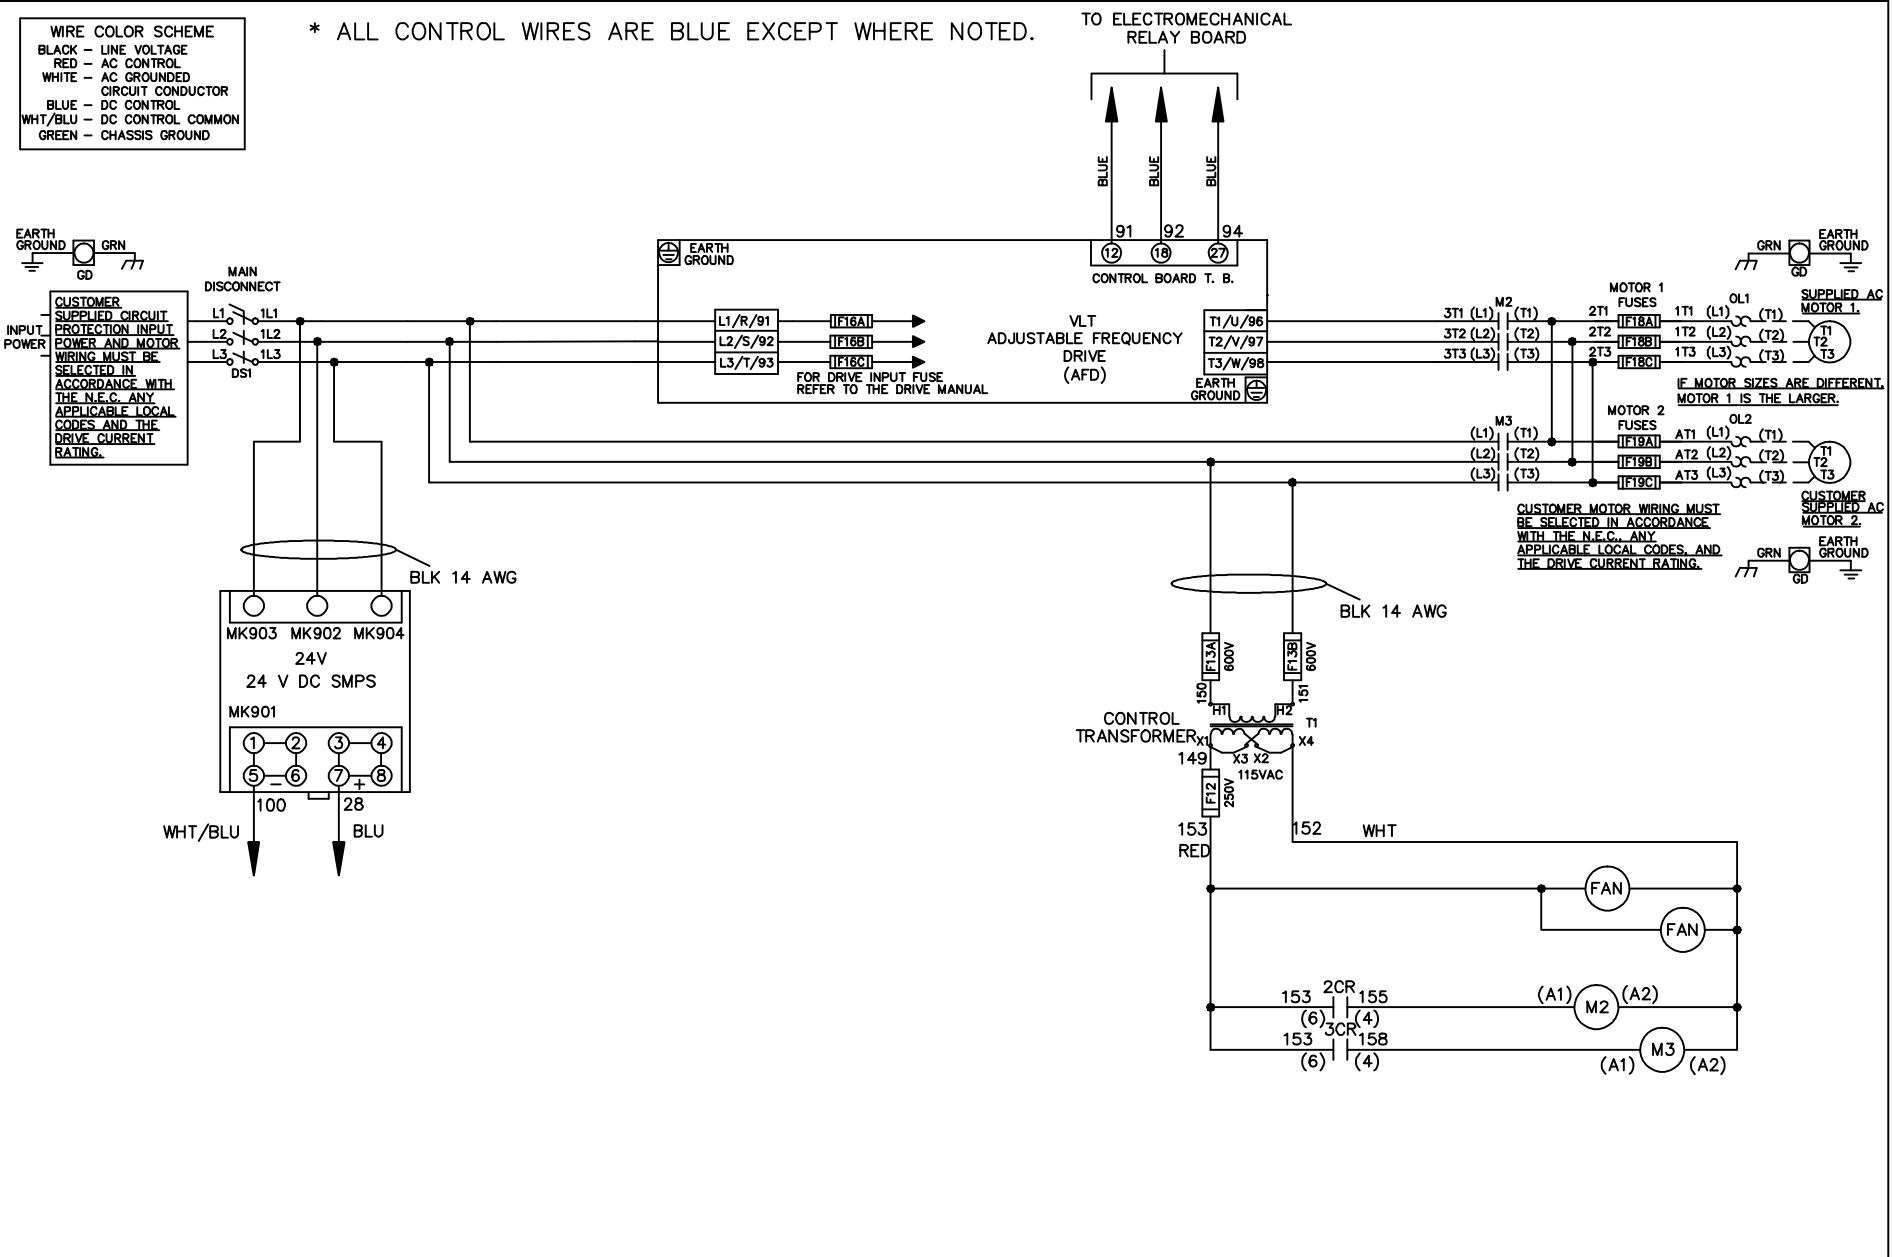 WIRE COLOR SCHEME
BLACK – LINE VOLTAGE
RED – AC CONTROL
WHITE – AC GROUNDED
CIRCUIT CONDUCTOR
BLUE – DC CONTROL
WHT/BLU – DC CONTROL COMMON
GREEN – CHASSIS GROUND
* ALL CONTROL WIRES ARE BLUE EXCEPT WHERE NOTED.
TO ELECTROMECHANICAL
RELAY BOARD
BLUE
BLUE
BLUE
91
92
94
12
18
27
CONTROL BOARD T. B.
EARTH
GROUND
GRN
GD
MAIN
DISCONNECT
INPUT
POWER
CUSTOMER
SUPPLIED CIRCUIT
PROTECTION INPUT
POWER AND MOTOR
WIRING MUST BE
SELECTED IN
ACCORDANCE WITH
THE N.E.C. ANY
APPLICABLE LOCAL
CODES AND THE
DRIVE CURRENT
RATING.
L1 1L1
L2 1L2
L3 1L3
DS1
EARTH
GROUND
L1/R/91
L2/S/92
L3/T/93
F16A
F16B
F16C
FOR DRIVE INPUT FUSE
REFER TO THE DRIVE MANUAL
VLT
ADJUSTABLE FREQUENCY
DRIVE
(AFD)
T1/U/96
T2/V/97
T3/W/98
EARTH
GROUND
M2
3T1 (L1) (T1)
3T2 (L2) (T2)
3T3 (L3) (T3)
MOTOR 1
FUSES
2T1 F18A 1T1 (L1) (T1)
2T2 F18B 1T2 (L2) (T2)
2T3 F18C 1T3 (L3) (T3)
OL1
GRN
EARTH
GROUND
GD
SUPPLIED AC
MOTOR 1.
T1
T2
T3
IF MOTOR SIZES ARE DIFFERENT,
MOTOR 1 IS THE LARGER.
M3
(L1) (T1)
(L2) (T2)
(L3) (T3)
MOTOR 2
FUSES
F19A AT1 (L1) (T1)
F19B AT2 (L2) (T2)
F19C AT3 (L3) (T3)
OL2
T1
T2
T3
CUSTOMER
SUPPLIED AC
MOTOR 2.
CUSTOMER MOTOR WIRING MUST
BE SELECTED IN ACCORDANCE
WITH THE N.E.C., ANY
APPLICABLE LOCAL CODES, AND
THE DRIVE CURRENT RATING.
GRN
EARTH
GROUND
GD
BLK 14 AWG
MK903 MK902 MK904
24V
24 V DC SMPS
MK901
1 2 3 4
5 – 6 7 + 8
100
28
WHT/BLU
BLU
BLK 14 AWG
F13A
600V
F13B
600V
150
151
H1
H2
T1
CONTROL
TRANSFORMER
X1
X3 X2
X4
115VAC
149
F12
250V
153
RED
152
WHT
FAN
FAN
2CR
153 155
(6) (4)
(A1) M2 (A2)
3CR
153 158
(6) (4)
(A1) M3 (A2)